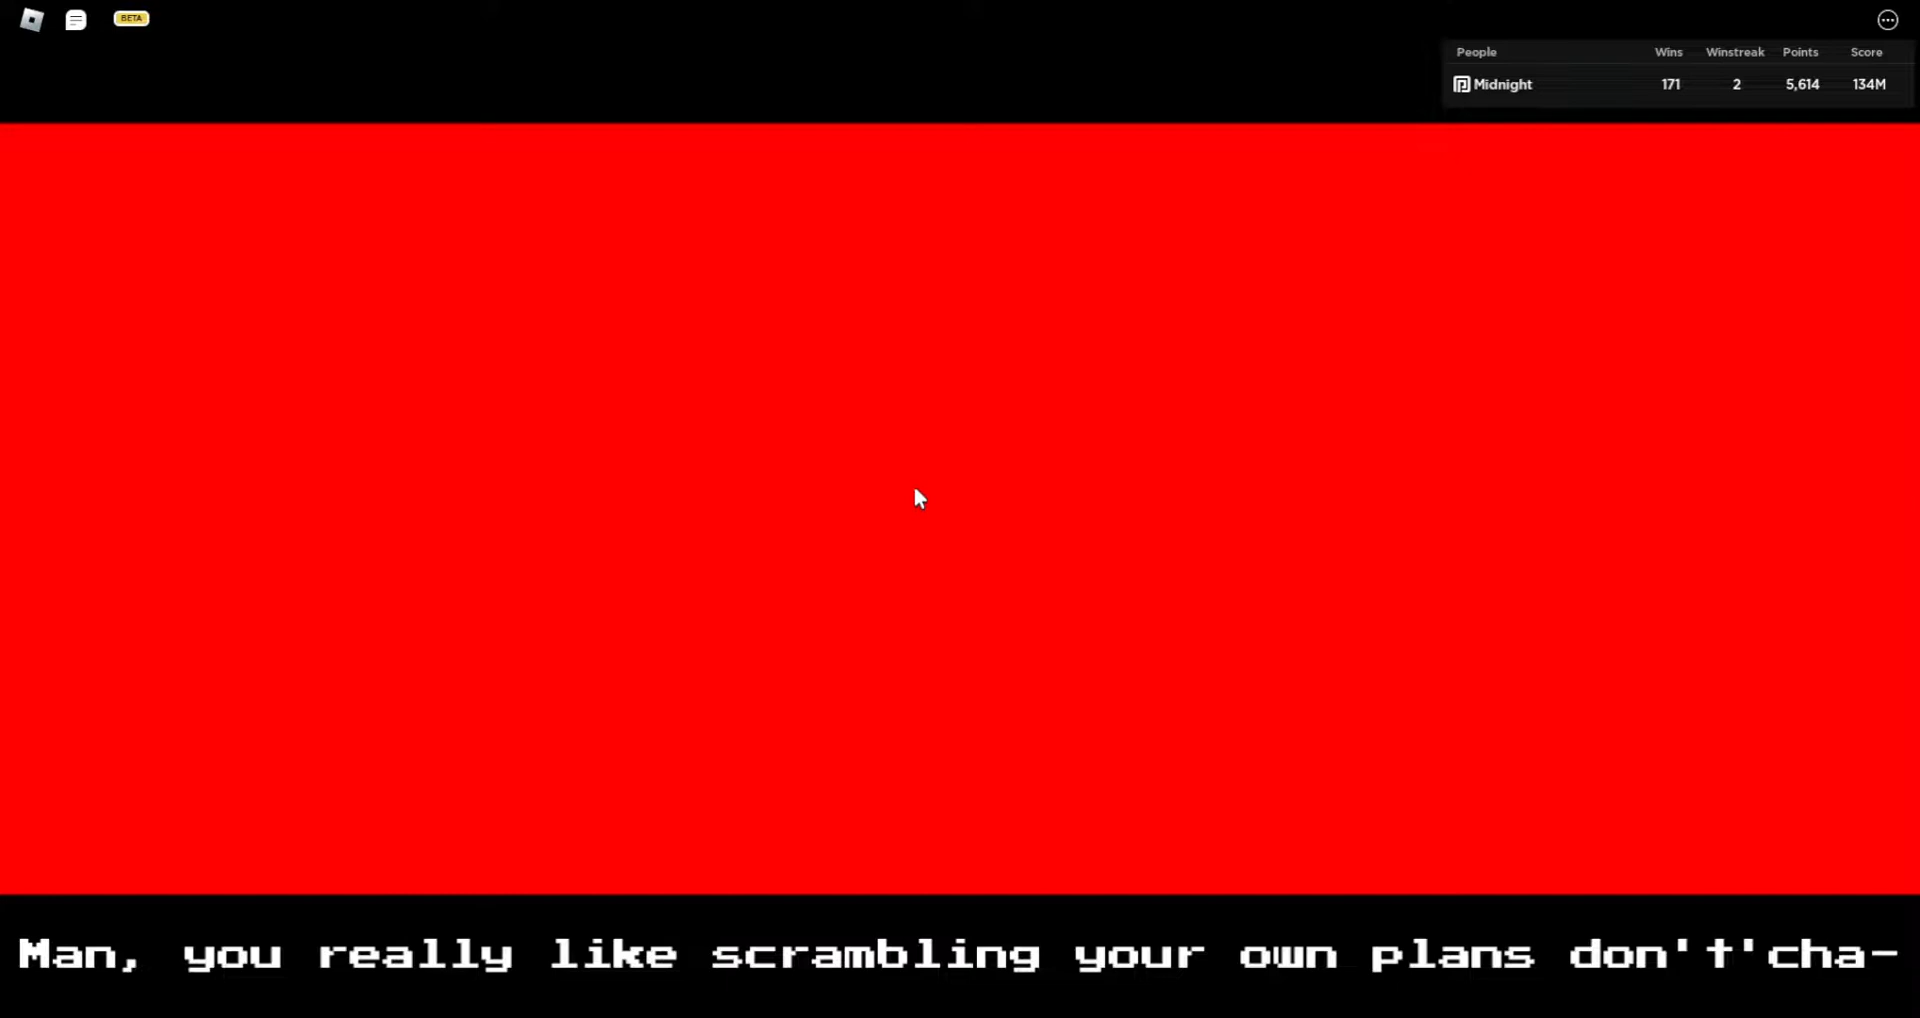 BETA
People Wins Winstreak Points Score
Midnight 171 2 5,614 134M
Man, you really like scrambling your own plans don't'cha-